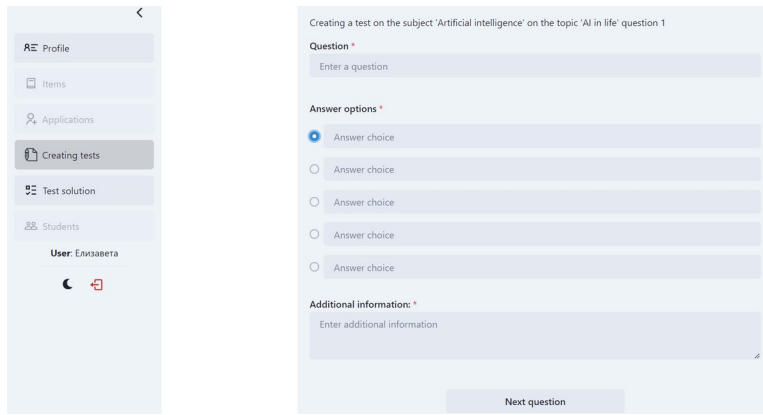 Profile
Items
Applications
Creating tests
Test solution
Students
User: Елизавета
Creating a test on the subject 'Artificial intelligence' on the topic 'AI in life' question 1
Question *
Enter a question
Answer options *
Answer choice
Answer choice
Answer choice
Answer choice
Answer choice
Additional information: *
Enter additional information
Next question